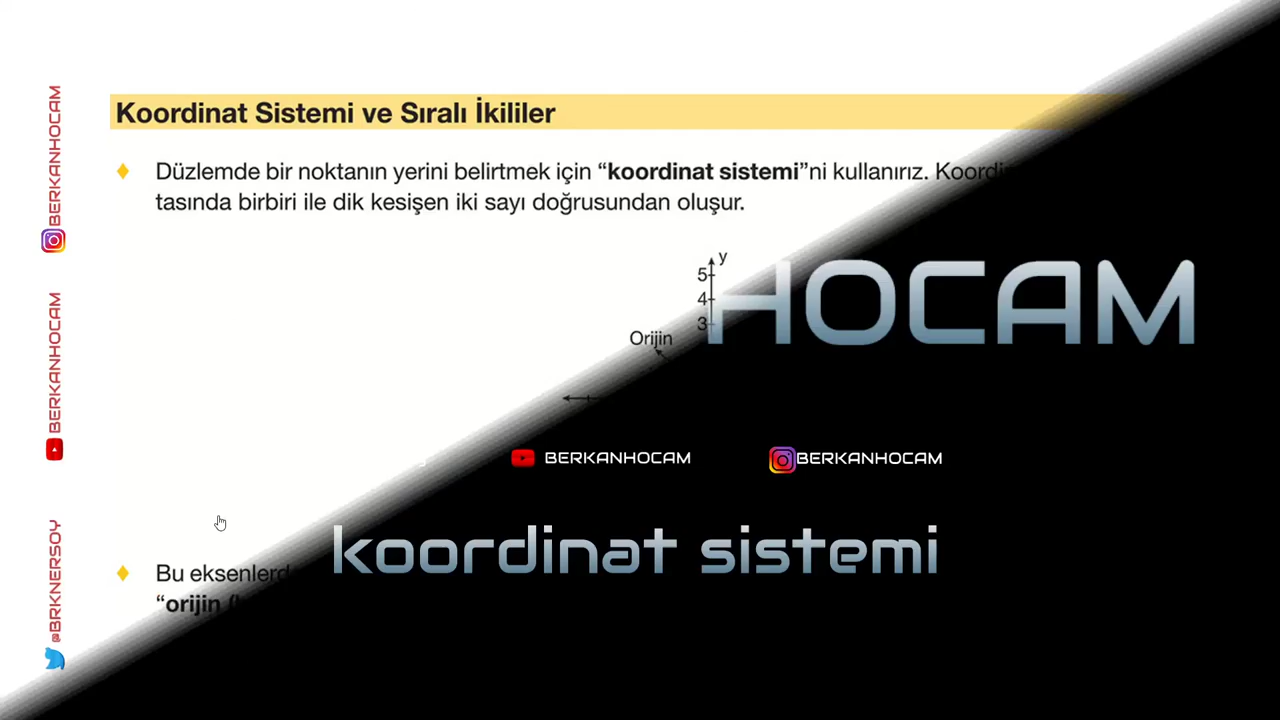 Koordinat Sistemi ve Sıralı İkililer
Düzlemde bir noktanın yerini belirtmek için “koordinat sistemi”ni kullanırız.
tasında birbiri ile dik kesişen iki sayı doğrusundan oluşur.
y
5
4
3
Orijin
HOCAM
BERKANHOCAM
BERKANHOCAM
koordinat sistemi
Bu
“orijin
BERKANHOCAM
BERKANHOCAM
@BRKNERSOY